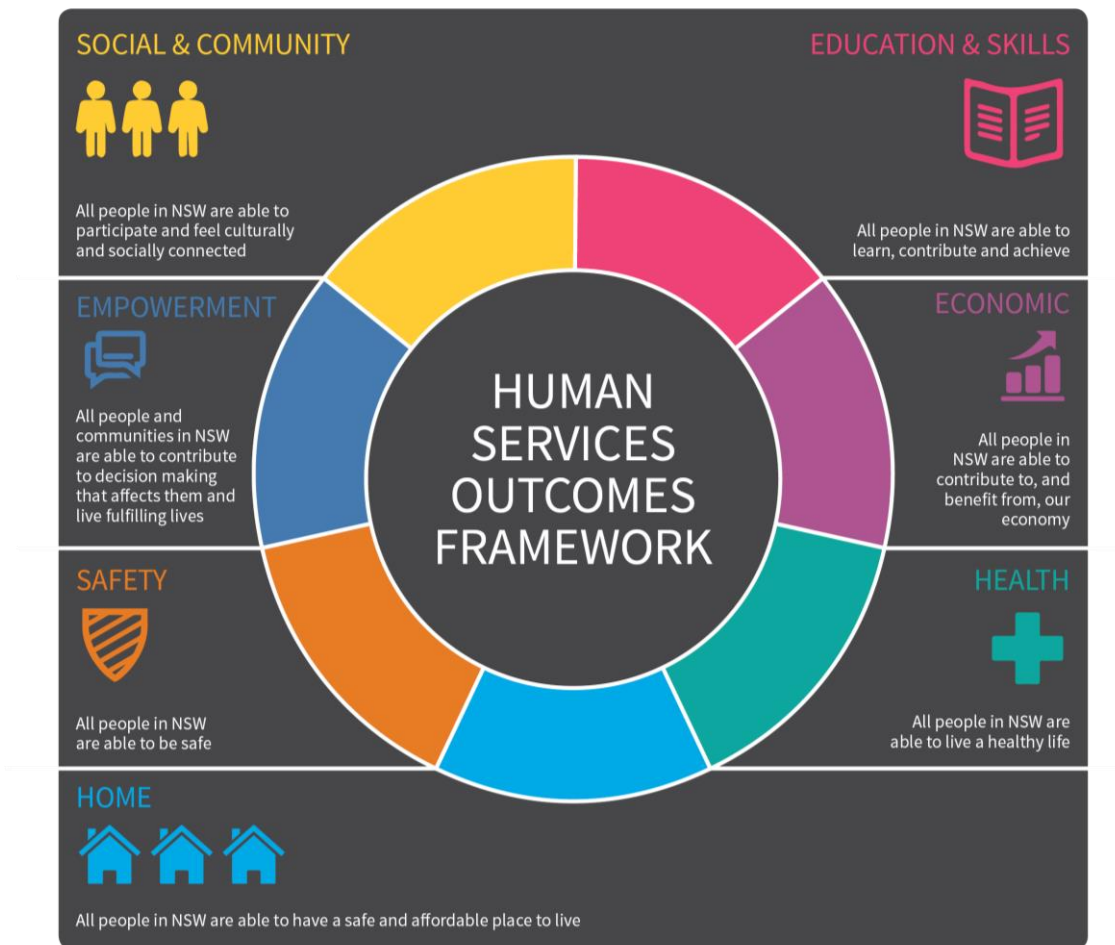 SOCIAL & COMMUNITY
All people in NSW are able to
participate and feel culturally
and socially connected
EDUCATION & SKILLS
All people in NSW are able to
learn, contribute and achieve
EMPOWERMENT
All people and
communities in NSW
are able to contribute
to decision making
that affects them and
live fulfilling lives
HUMAN
SERVICES
OUTCOMES
FRAMEWORK
ECONOMIC
All people in
NSW are able to
contribute to, and
benefit from, our
economy
SAFETY
All people in NSW
are able to be safe
HEALTH
All people in NSW are
able to live a healthy life
HOME
All people in NSW are able to have a safe and affordable place to live